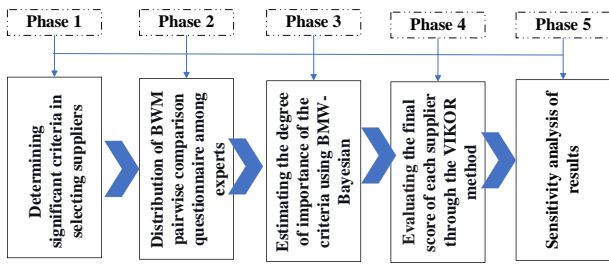 Phase 1
Phase 2
Phase 3
Phase 4
Phase 5
Determining
significant criteria in
selecting suppliers
Distribution of BWM
pairwise comparison
questionnaire among
experts
Estimating the degree
of importance of the
criteria using BMW-
Bayesian
Evaluating the final
score of each supplier
through the VIKOR
method
Sensitivity analysis of
results